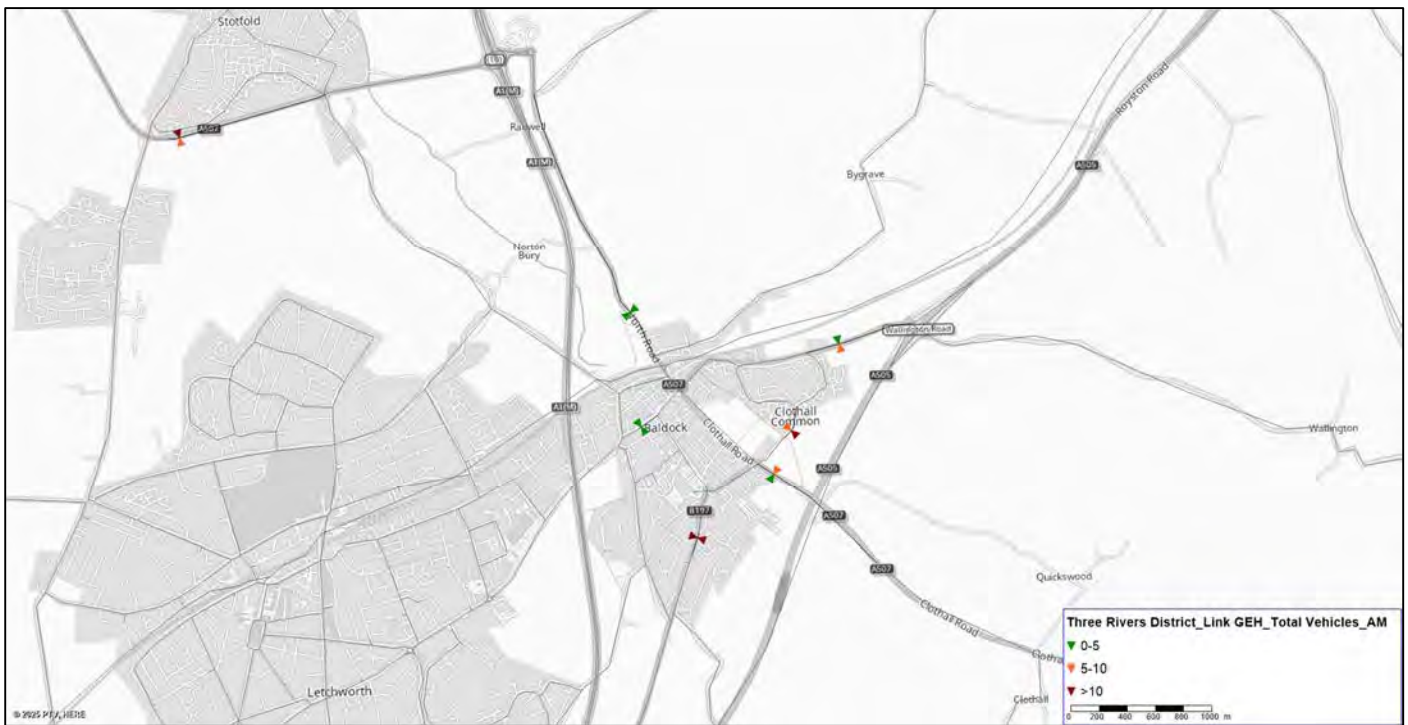 Stotfold
A1(M)
A507
Radwell
A1(M)
Royston Road
A505
Bygrave
Norton
Bury
North Road
Wallington Road
A507
A505
A1(M)
Clothall
Common
Baldock
Clothall Road
Wallington
A505
B197
A507
A507
Quickswood
Clothall Road
Letchworth
Clothall
Three Rivers District_Link GEH_Total Vehicles_AM
0-5
5-10
>10
0 200 400 600 800 1000 m
© 2025 PTV, HERE